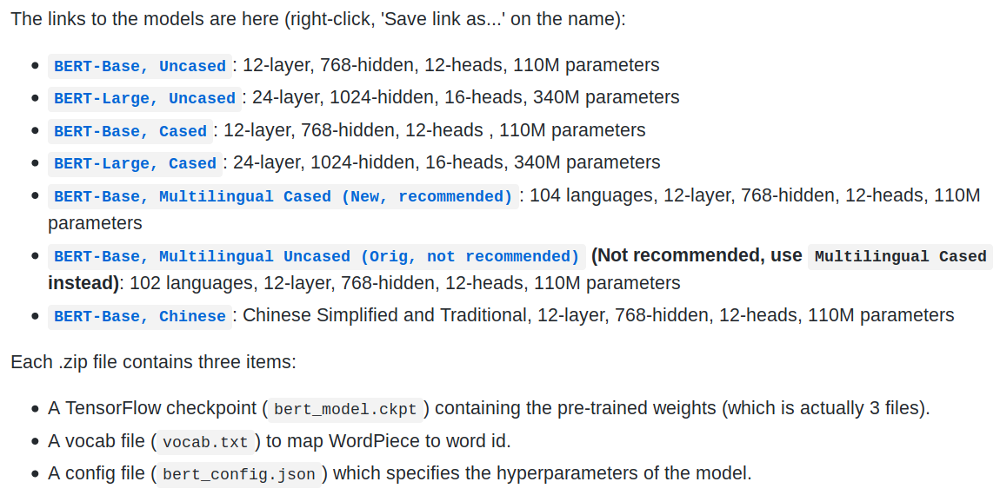 The links to the models are here (right-click, 'Save link as...' on the name):
BERT-Base, Uncased : 12-layer, 768-hidden, 12-heads, 110M parameters
BERT-Large, Uncased : 24-layer, 1024-hidden, 16-heads, 340M parameters
BERT-Base, Cased : 12-layer, 768-hidden, 12-heads , 110M parameters
BERT-Large, Cased : 24-layer, 1024-hidden, 16-heads, 340M parameters
BERT-Base, Multilingual Cased (New, recommended) : 104 languages, 12-layer, 768-hidden, 12-heads, 110M
parameters
BERT-Base, Multilingual Uncased (Orig, not recommended) (Not recommended, use Multilingual Cased
instead): 102 languages, 12-layer, 768-hidden, 12-heads, 110M parameters
BERT-Base, Chinese : Chinese Simplified and Traditional, 12-layer, 768-hidden, 12-heads, 110M parameters
Each .zip file contains three items:
A TensorFlow checkpoint ( bert_model.ckpt ) containing the pre-trained weights (which is actually 3 files).
A vocab file ( vocab.txt ) to map WordPiece to word id.
A config file ( bert_config.json ) which specifies the hyperparameters of the model.